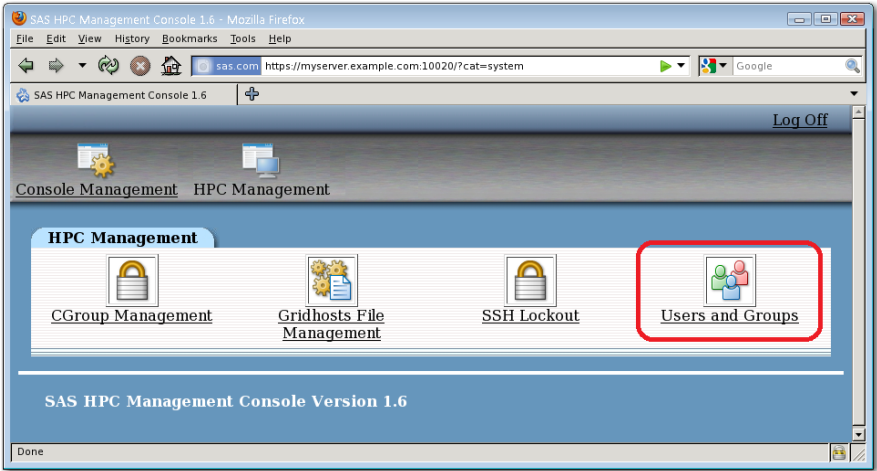 SAS HPC Management Console 1.6 - Mozilla Firefox
File Edit View History Bookmarks Tools Help
sas.com https://myserver.example.com:10020/?cat=system Google
SAS HPC Management Console 1.6
Log Off
Console Management HPC Management
HPC Management
CGroup Management Gridhosts File Management SSH Lockout Users and Groups
SAS HPC Management Console Version 1.6
Done